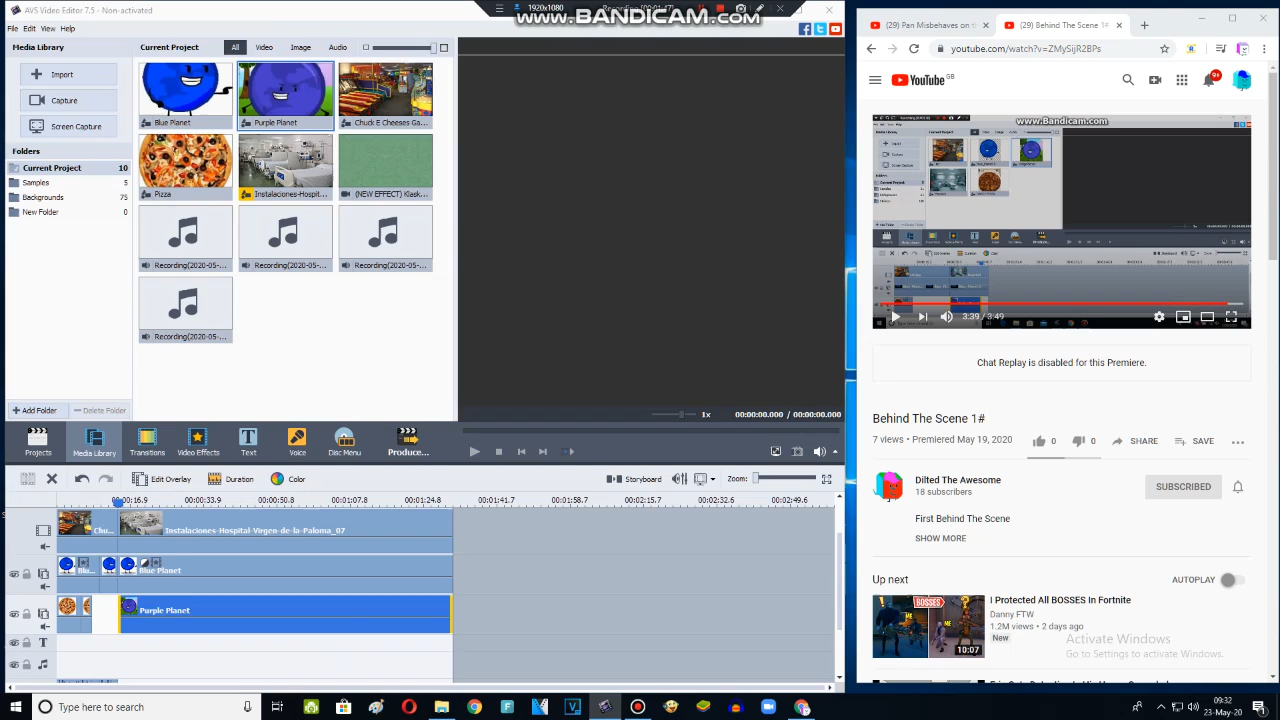 AVS Video Editor 7.5 - Non-activated
1920x1080
Recording [0:01:47]
www.BANDICAM.com
File Edit View Help
Media Library
Import
Capture
Screen Capture
Folders
Current Project 10
Samples 5
Backgrounds 75
New Folder 0
Add Folder
Delete Folder
Current Project
All
Video
Image
Audio
Blue Planet
Purple Planet
Chuck E Cheeses Ga...
Pizza
Instalaciones-Hospit...
(NEW EFFECT) Klask...
Recording(2020-05-...
Recording(2020-05-...
Recording(2020-05-...
Recording(2020-05-...
1x
00:00:00.000 / 00:00:00.000
Projects
Media Library
Transitions
Video Effects
Text
Voice
Disc Menu
Produce...
Edit Overlay
Duration
Color
Storyboard
Zoom:
00:00:16.9
00:00:33.9
00:00:50.8
00:01:07.8
00:01:24.8
00:01:41.7
00:01:58.7
00:02:15.7
00:02:32.6
00:02:49.6
Chu...
Instalaciones-Hospital-Virgen-de-la-Paloma_07
Blu...
Blue Planet
Purple Planet
(29) Pan Misbehaves on t
(29) Behind The Scene 1#
youtube.com/watch?v=ZMySijR2BPs
YouTube GB
9+
www.Bandicam.com
3:39 / 3:49
Chat Replay is disabled for this Premiere.
Behind The Scene 1#
7 views • Premiered May 19, 2020
0
0
SHARE
SAVE
Dilted The Awesome
18 subscribers
SUBSCRIBED
First Behind The Scene
SHOW MORE
Up next
AUTOPLAY
BOSSES
ME
ME
10:07
I Protected All BOSSES In Fortnite
Danny FTW
1.2M views • 2 days ago
New
Activate Windows
Go to Settings to activate Windows.
Type here to search
09:32
23-May-20
1